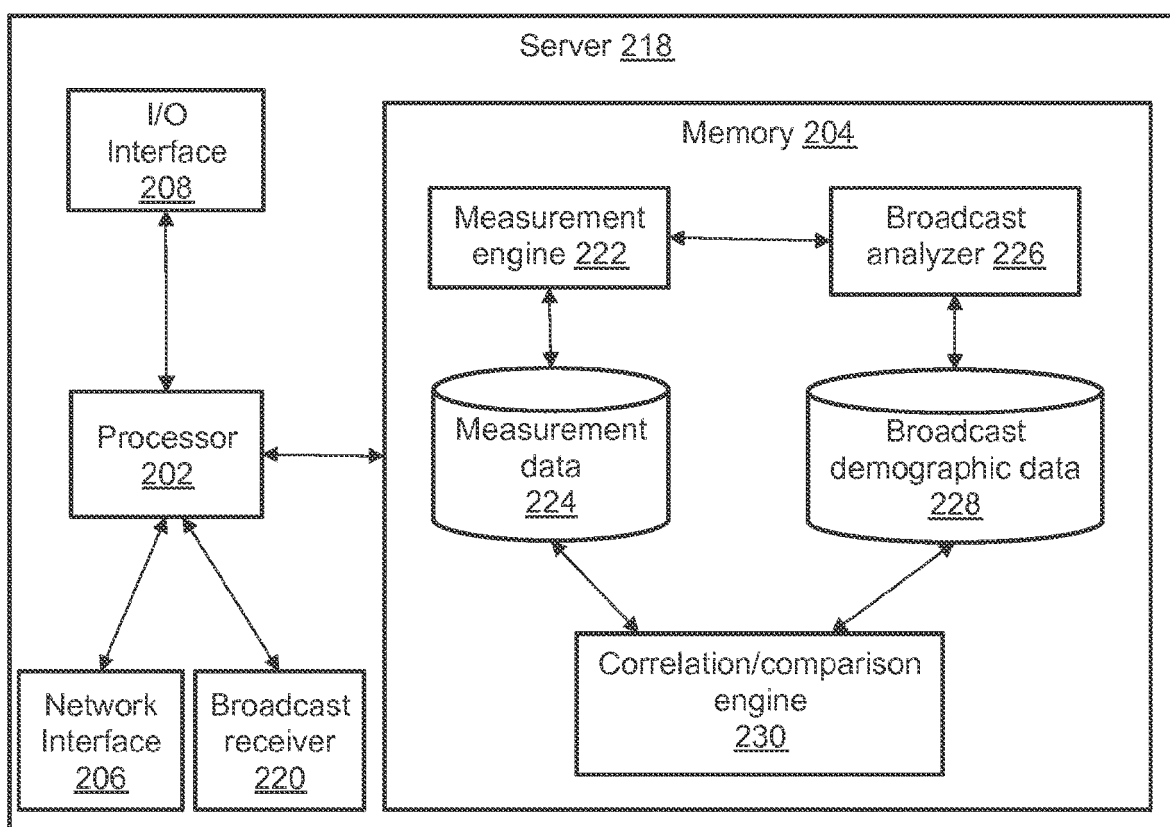 Server 218
I/O
Interface
208
Memory 204
Measurement
engine 222
Broadcast
analyzer 226
Processor
202
Measurement
data
224
Broadcast
demographic data
228
Network
Interface
206
Broadcast
receiver
220
Correlation/comparison
engine
230